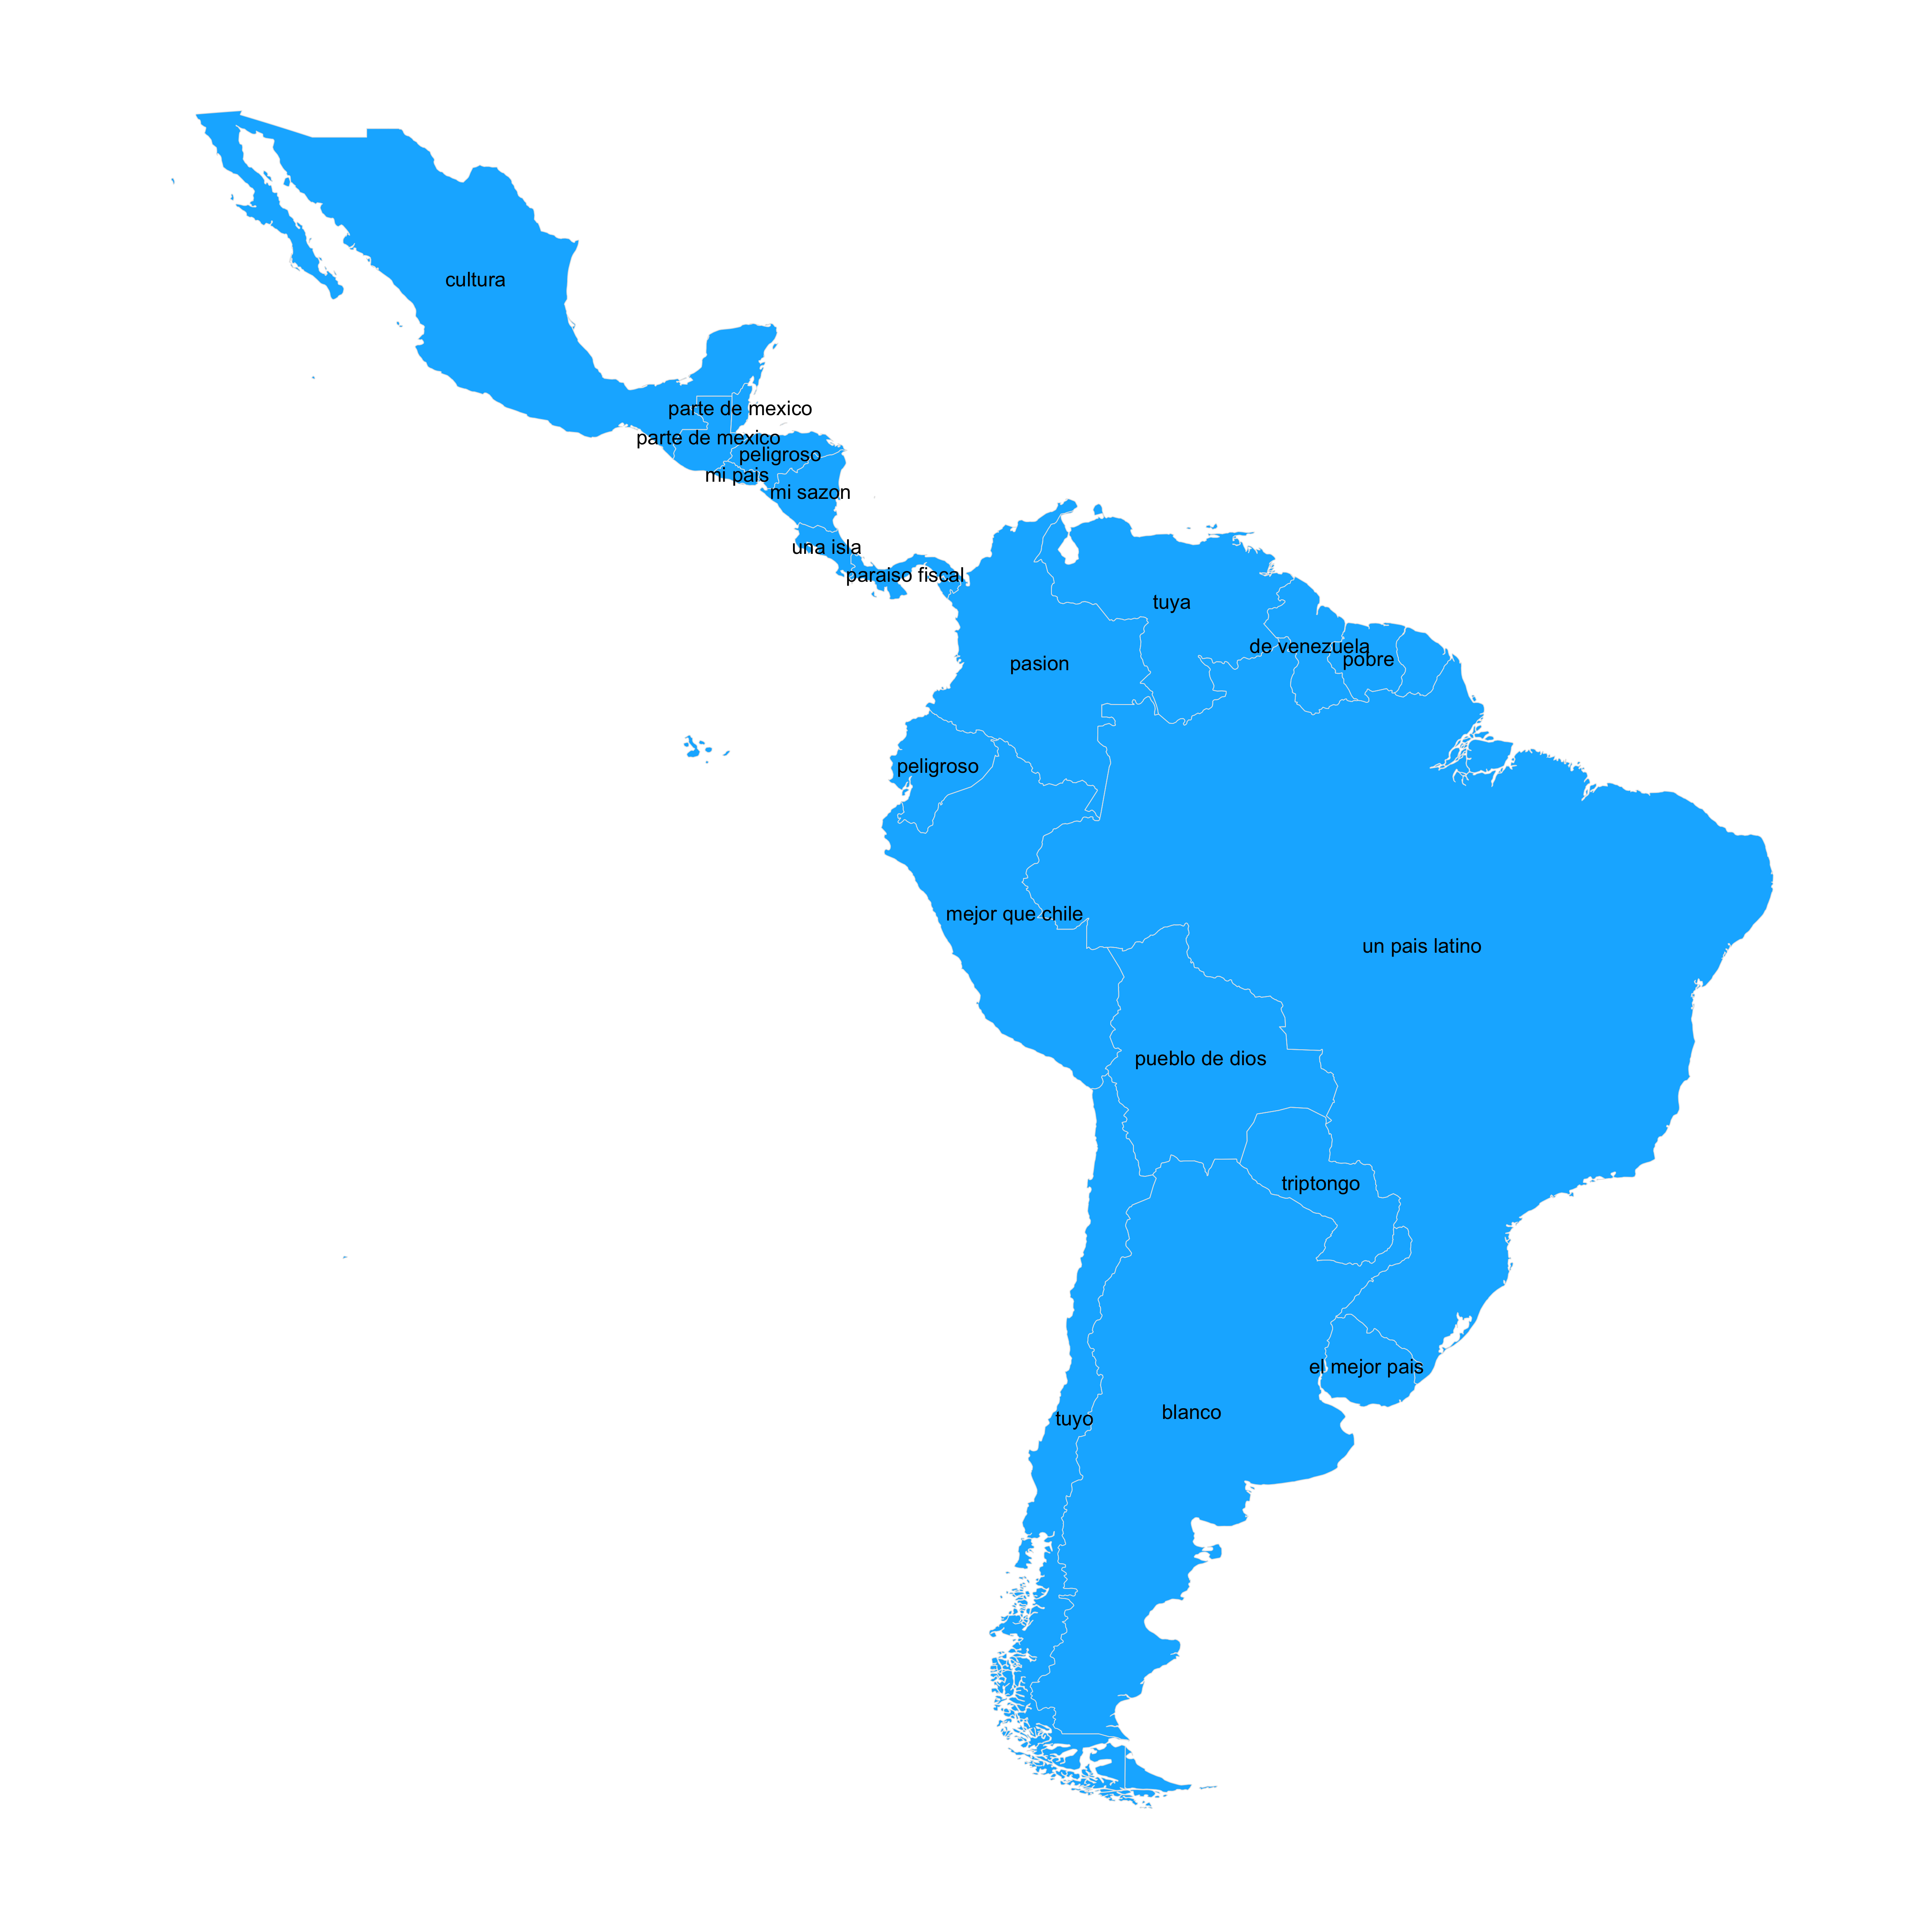 cultura
parte de mexico
parte de mexico
peligroso
mi pais
mi sazon
una isla
paraiso fiscal
tuya
de venezuela
pobre
pasion
peligroso
mejor que chile
un pais latino
pueblo de dios
triptongo
el mejor pais
blanco
tuyo